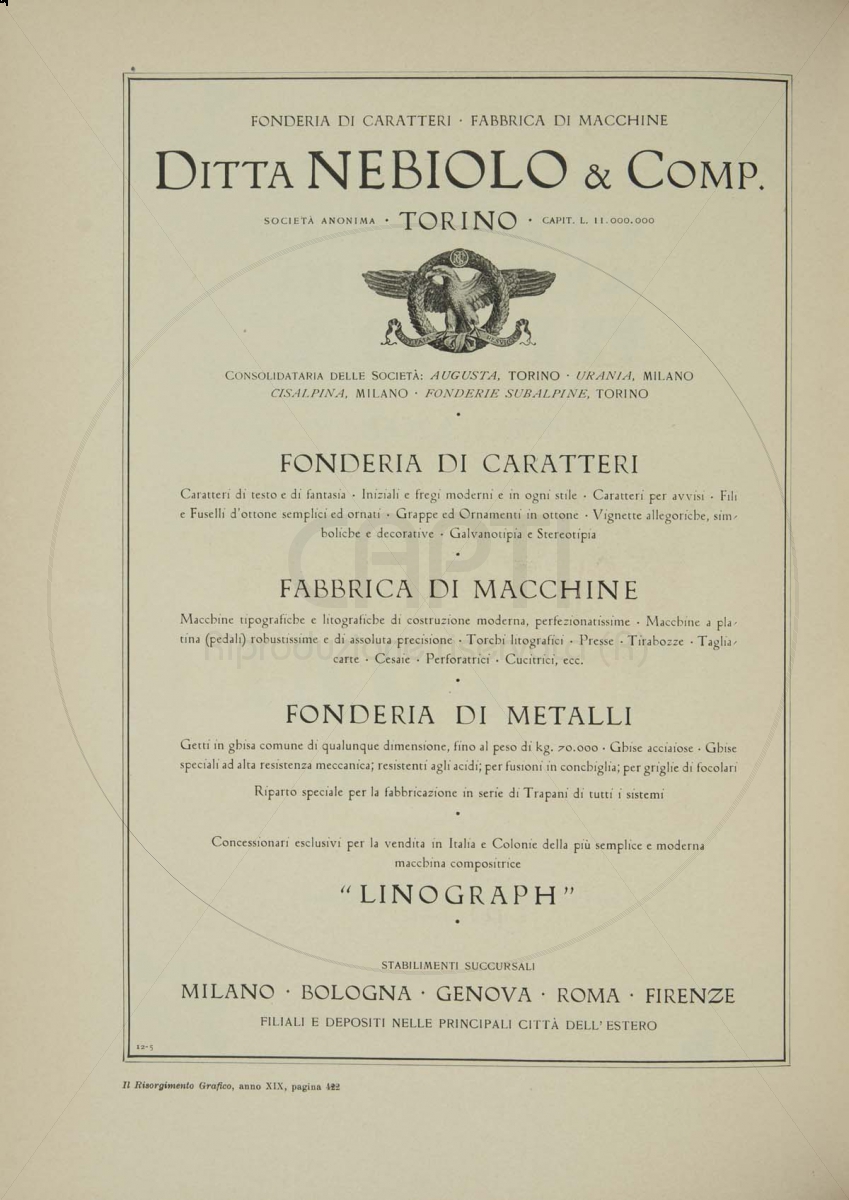 FONDERIA DI CARATTERI · FABBRICA DI MACCHINE
DITTA NEBIOLO & COMP.
SOCIETÀ ANONIMA · TORINO · CAPIT. L. 11.000.000
CONSOLIDATARIA DELLE SOCIETÀ: AUGUSTA, TORINO · URANIA, MILANO
CISALPINA, MILANO · FONDERIE SUBALPINE, TORINO
FONDERIA DI CARATTERI
Caratteri di testo e di fantasia · Iniziali e fregi moderni e in ogni stile · Caratteri per avvisi · Fili
e Fuselli d'ottone semplici ed ornati · Grappe ed Ornamenti in ottone · Vignette allegoriche, sim-
boliche e decorative · Galvanotipia e Stereotipia
FABBRICA DI MACCHINE
Macchine tipografiche e litografiche di costruzione moderna, perfezionatissime · Macchine a pla-
tina (pedali) robustissime e di assoluta precisione · Torchi litografici · Presse · Tirabozze · Taglia-
carte · Cesoie · Perforatrici · Cucitrici, ecc.
FONDERIA DI METALLI
Getti in ghisa comune di qualunque dimensione, fino al peso di kg. 70.000 · Ghise acciaiose · Ghise
speciali ad alta resistenza meccanica; resistenti agli acidi; per fusioni in conchiglia; per griglie di focolari
Riparto speciale per la fabbricazione in serie di Trapani di tutti i sistemi
Concessionari esclusivi per la vendita in Italia e Colonie della più semplice e moderna
macchina compositrice
"LINOGRAPH"
STABILIMENTI SUCCURSALI
MILANO · BOLOGNA · GENOVA · ROMA · FIRENZE
FILIALI E DEPOSITI NELLE PRINCIPALI CITTÀ DELL'ESTERO
12-5
Il Risorgimento Grafico, anno XIX, pagina 422
CAPTI